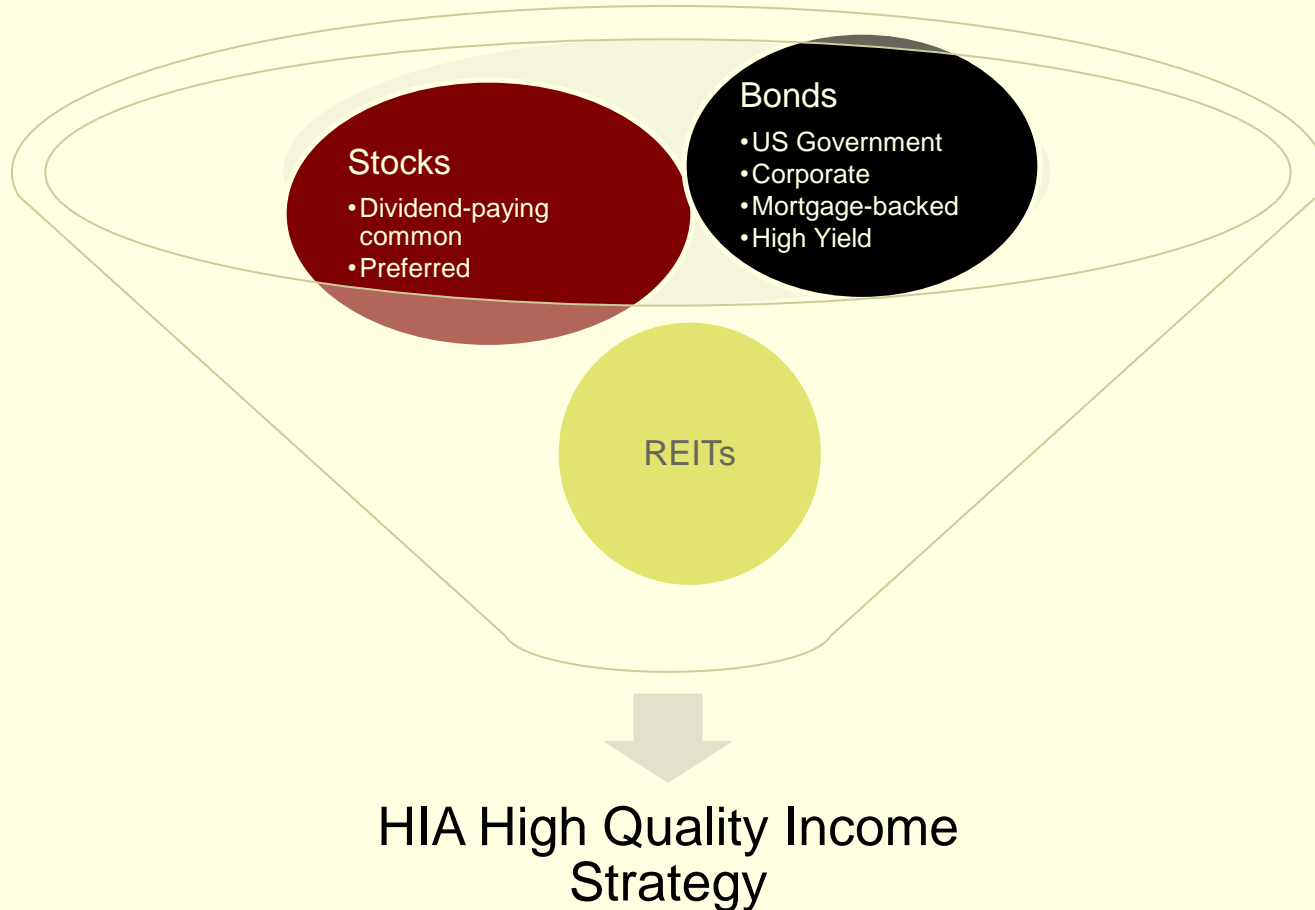 Stocks
•Dividend-paying
common
•Preferred
Bonds
•US Government
•Corporate
•Mortgage-backed
•High Yield
REITs
HIA High Quality Income
Strategy